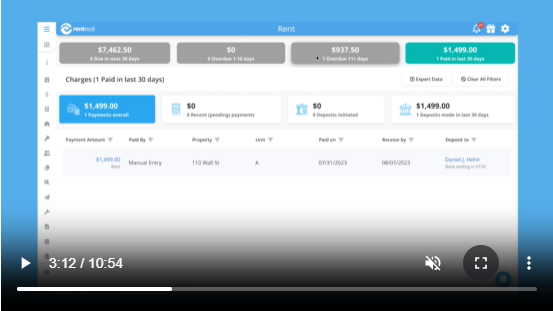 rentredi
Rent
$7,462.50
6 Due in next 30 days
$0
0 Overdue 1-10 days
$937.50
1 Overdue 11+ days
$1,499.00
1 Paid in last 30 days
Charges (1 Paid in last 30 days)
Export Data
Clear All Filters
$1,499.00
1 Payments overall
$0
0 Recent (pending) payments
$0
0 Deposits initiated
$1,499.00
1 Deposits made in last 30 days
Payment Amount
Paid By
Property
Unit
Paid on
Receive by
Deposit to
$1,499.00
Rent
Manual Entry
110 Wall St
A
07/31/2023
08/07/2023
Daniel J. Hehir
Bank ending in
3:12 / 10:54